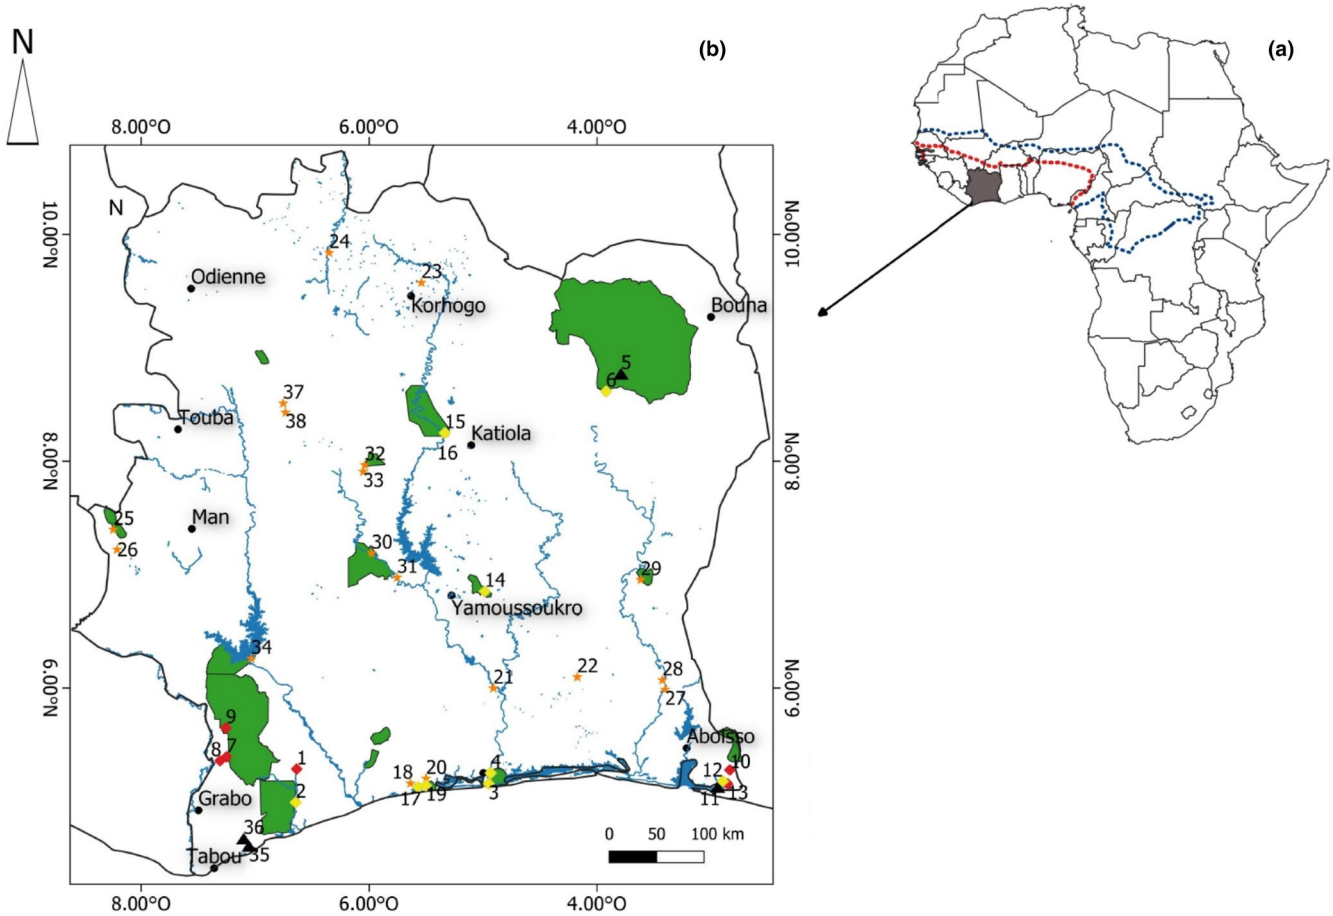 N
(b)
(a)
8.00°O
6.00°O
4.00°O
N
10.00°N
10.00°N
24
23
Odienne
Korhogo
Bouna
5
6
37
38
Touba
15
Katiola
16
8.00°N
8.00°N
32
33
25
Man
26
30
31
14
29
Yamoussoukro
34
21
22
28
27
6.00°N
6.00°N
9
Aboisso
8
7
1
4
10
18
20
12
2
17
19
3
11
13
Grabo
36
35
Tabou
0 50 100 km
8.00°O
6.00°O
4.00°O